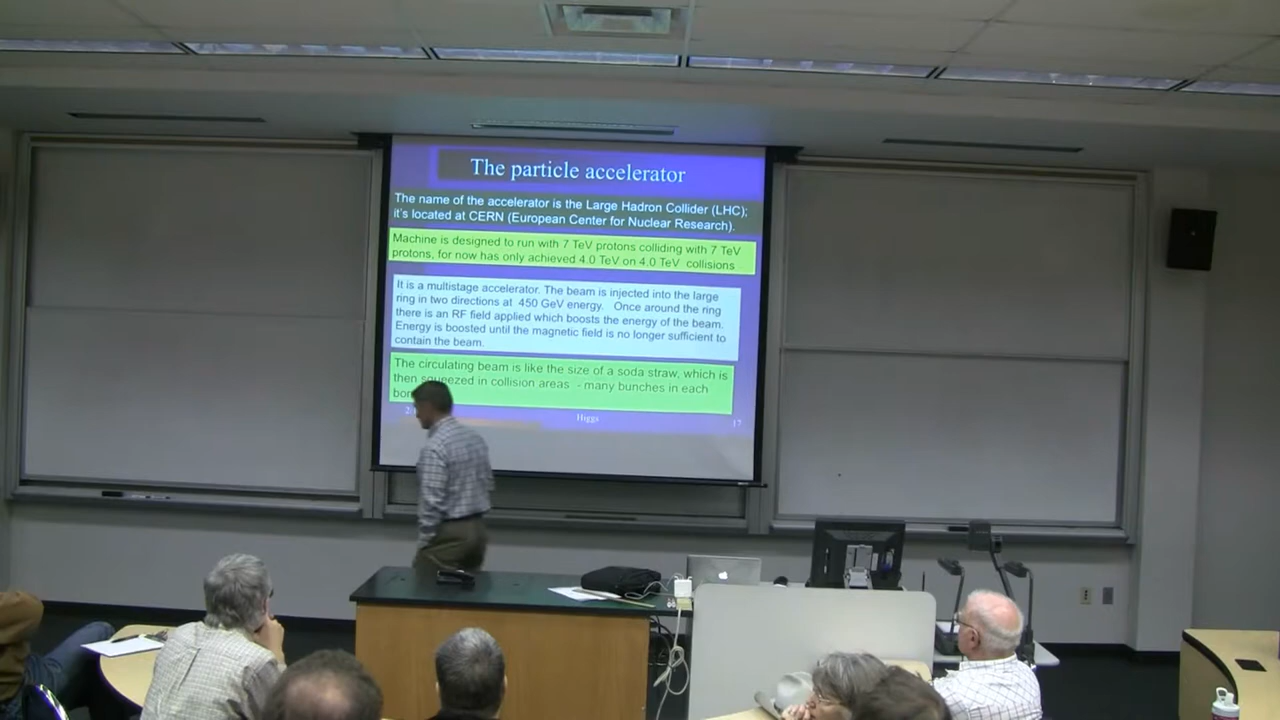 The particle accelerator
The name of the accelerator is the Large Hadron Collider (LHC);
it's located at CERN (European Center for Nuclear Research).
Machine is designed to run with 7 TeV protons colliding with 7 TeV
protons, for now has only achieved 4.0 TeV on 4.0 TeV collisions
It is a multistage accelerator. The beam is injected into the large
ring in two directions at 450 GeV energy. Once around the ring
there is an RF field applied which boosts the energy of the beam.
Energy is boosted until the magnetic field is no longer sufficient to
contain the beam.
The circulating beam is like the size of a soda straw, which is
then squeezed in collision areas - many bunches in each
Higgs
17